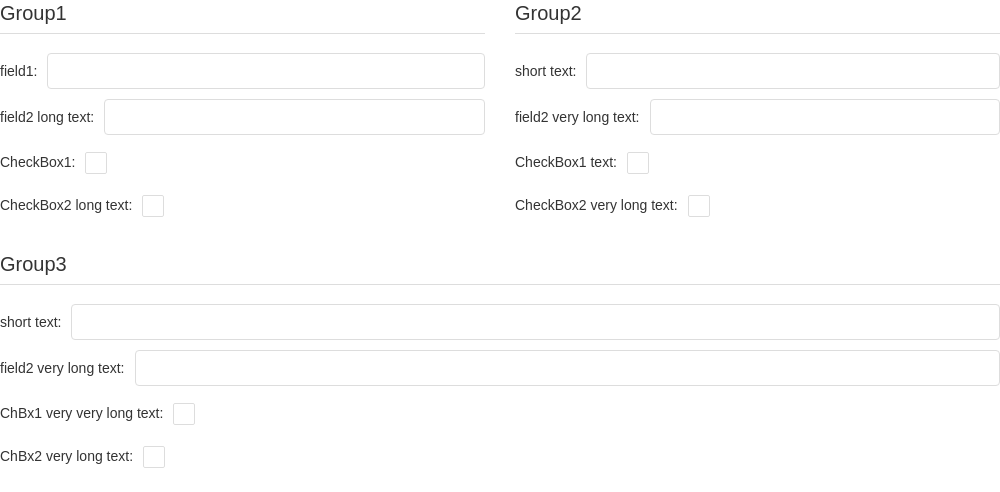 Group1
field1:
field2 long text:
CheckBox1:
CheckBox2 long text:
Group2
short text:
field2 very long text:
CheckBox1 text:
CheckBox2 very long text:
Group3
short text:
field2 very long text:
ChBx1 very very long text:
ChBx2 very long text: